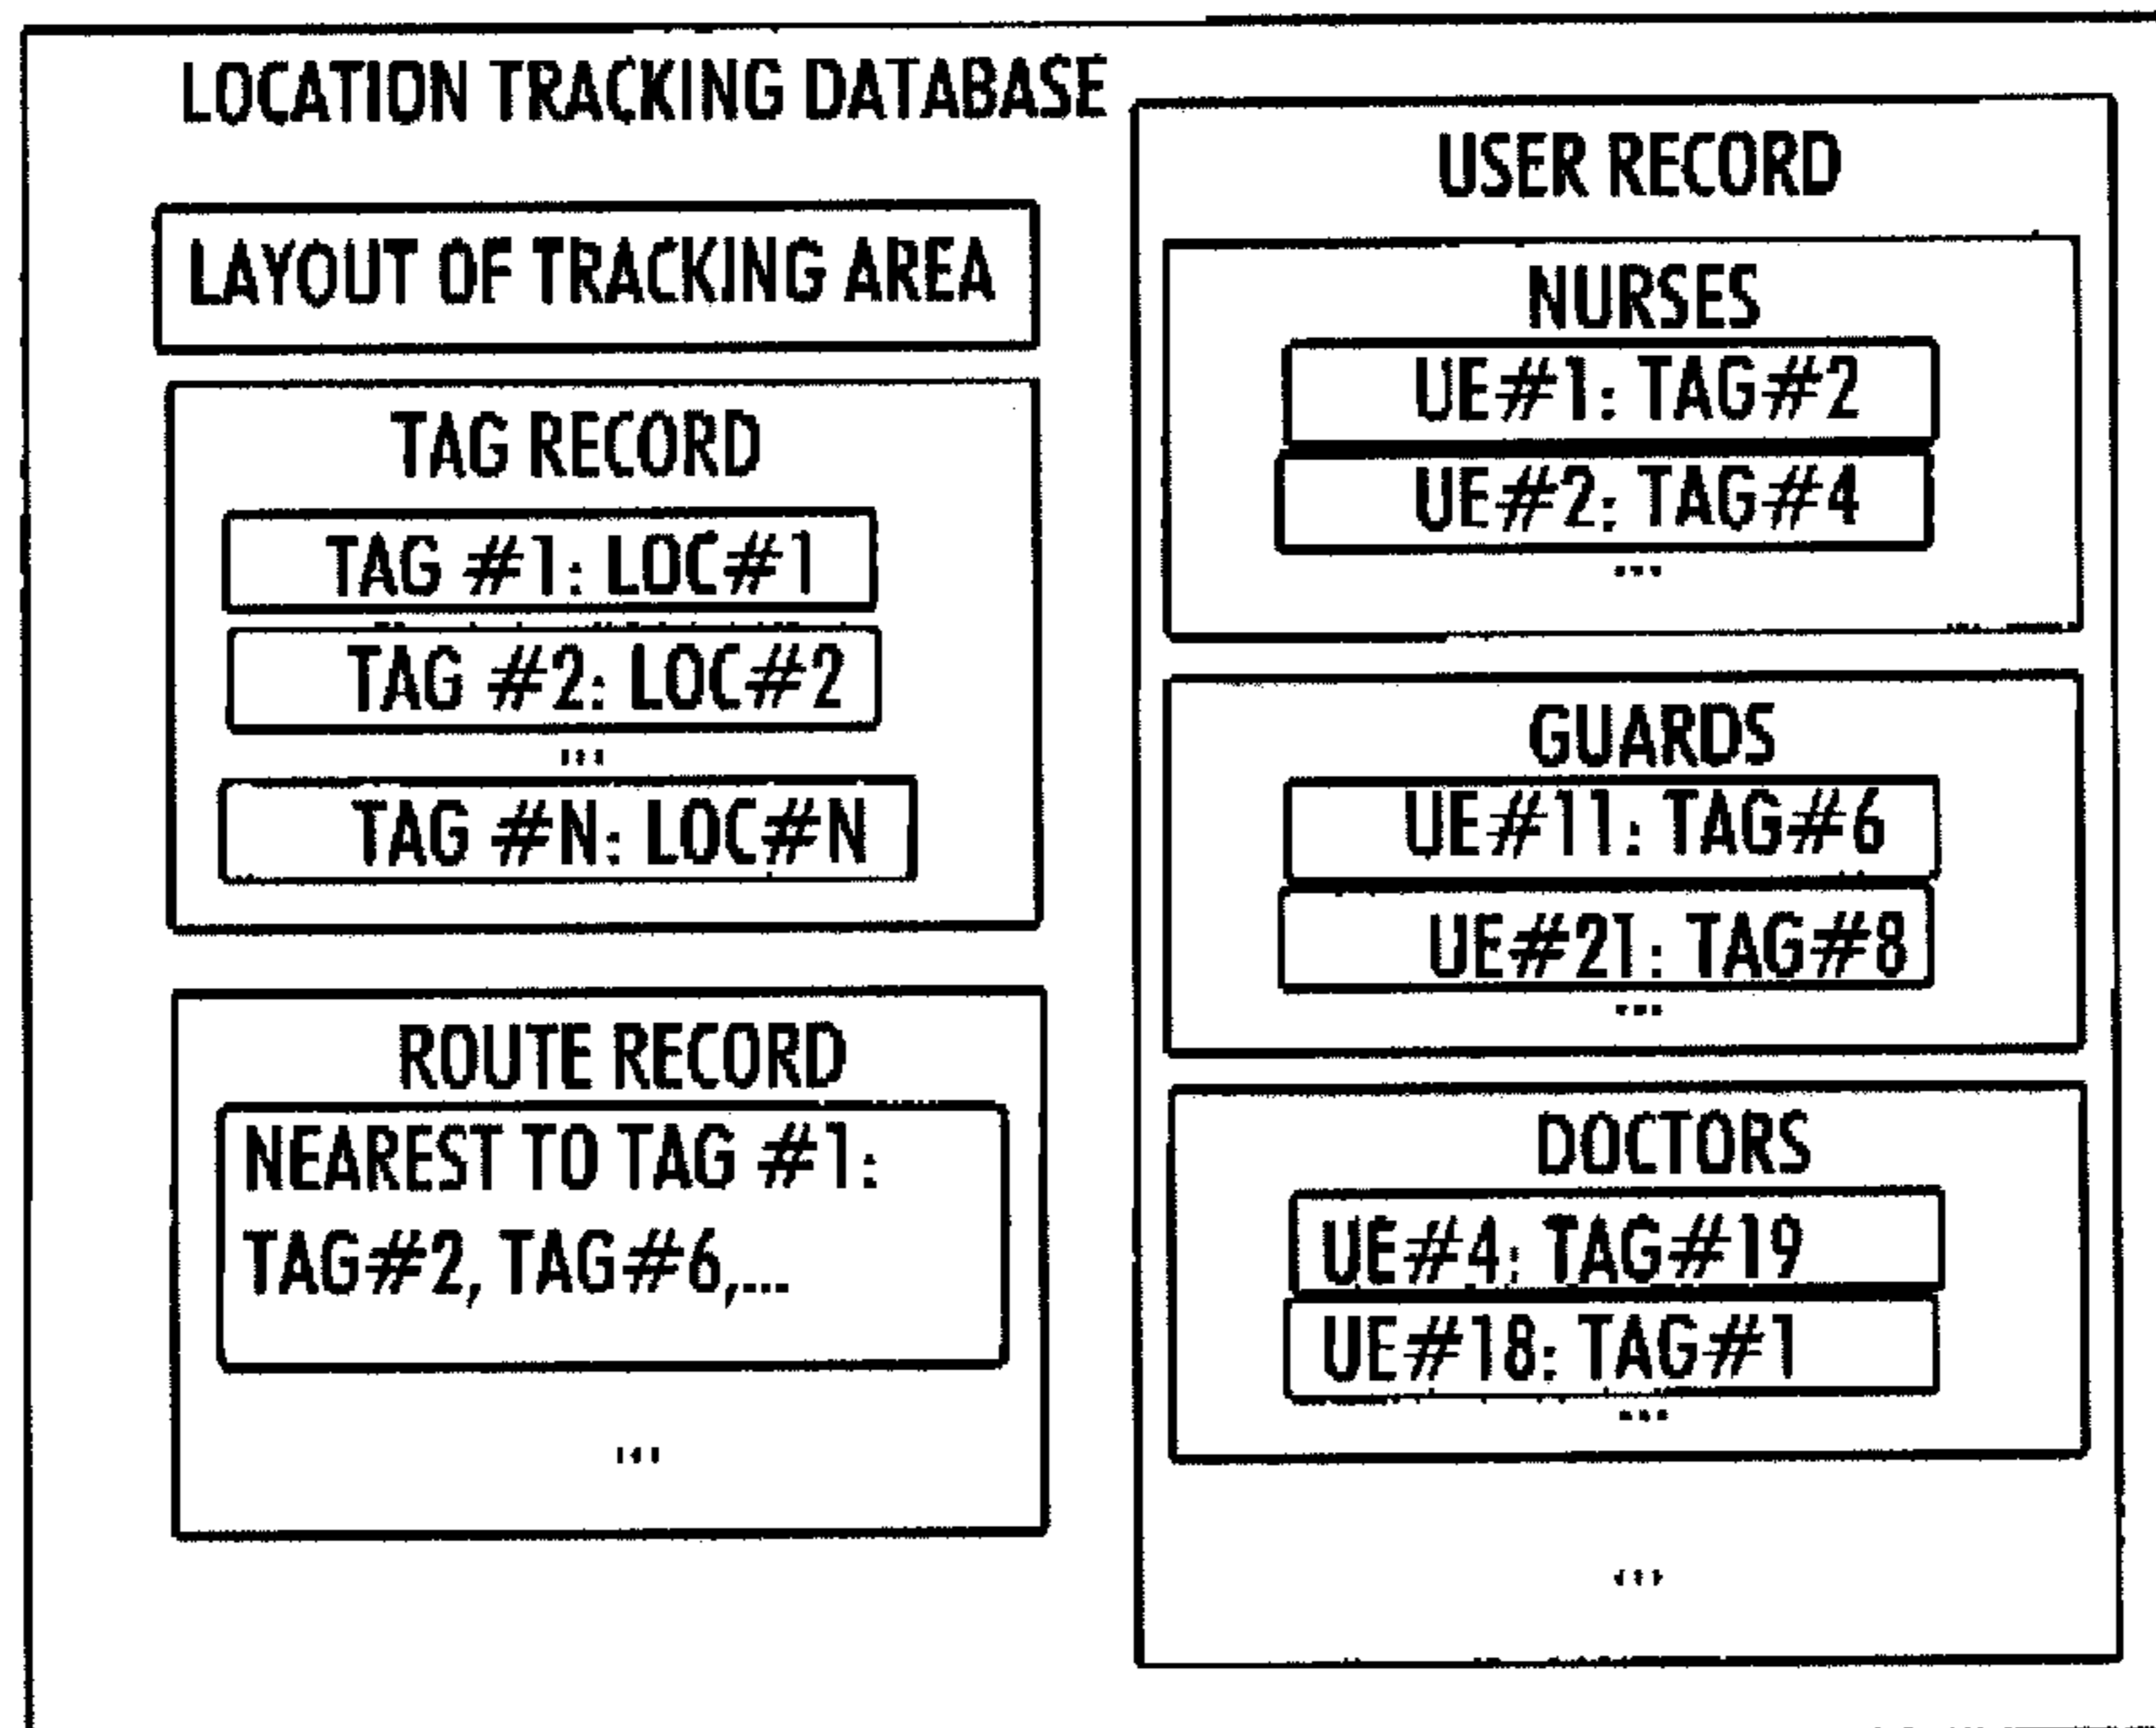 LOCATION TRACKING DATABASE
LAYOUT OF TRACKING AREA
TAG RECORD
TAG #1: LOC#1
TAG #2: LOC#2
...
TAG #N: LOC#N
ROUTE RECORD
NEAREST TO TAG #1:
TAG#2, TAG#6,...
...
USER RECORD
NURSES
UE#1: TAG#2
UE#2: TAG#4
...
GUARDS
UE#11: TAG#6
UE#21: TAG#8
...
DOCTORS
UE#4: TAG#19
UE#18: TAG#1
...
...